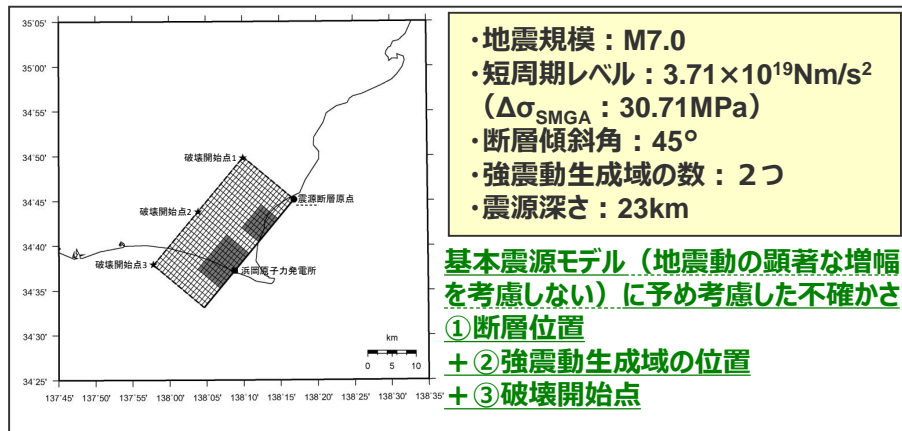 35˚05'
35˚00'
34˚55'
34˚50'
34˚45'
34˚40'
34˚35'
34˚30'
34˚25'
137˚45' 137˚50' 137˚55' 138˚00' 138˚05' 138˚10' 138˚15' 138˚20' 138˚25' 138˚30' 138˚35'
破壊開始点1
震源断層原点
破壊開始点2
破壊開始点3
浜岡原子力発電所
km
0 5 10
・地震規模：M7.0
・短周期レベル：3.71×10¹⁹Nm/s²
（Δσ_SMGA：30.71MPa）
・断層傾斜角：45°
・強震動生成域の数：２つ
・震源深さ：23km
基本震源モデル（地震動の顕著な増幅
を考慮しない）に予め考慮した不確かさ
①断層位置
＋②強震動生成域の位置
＋③破壊開始点